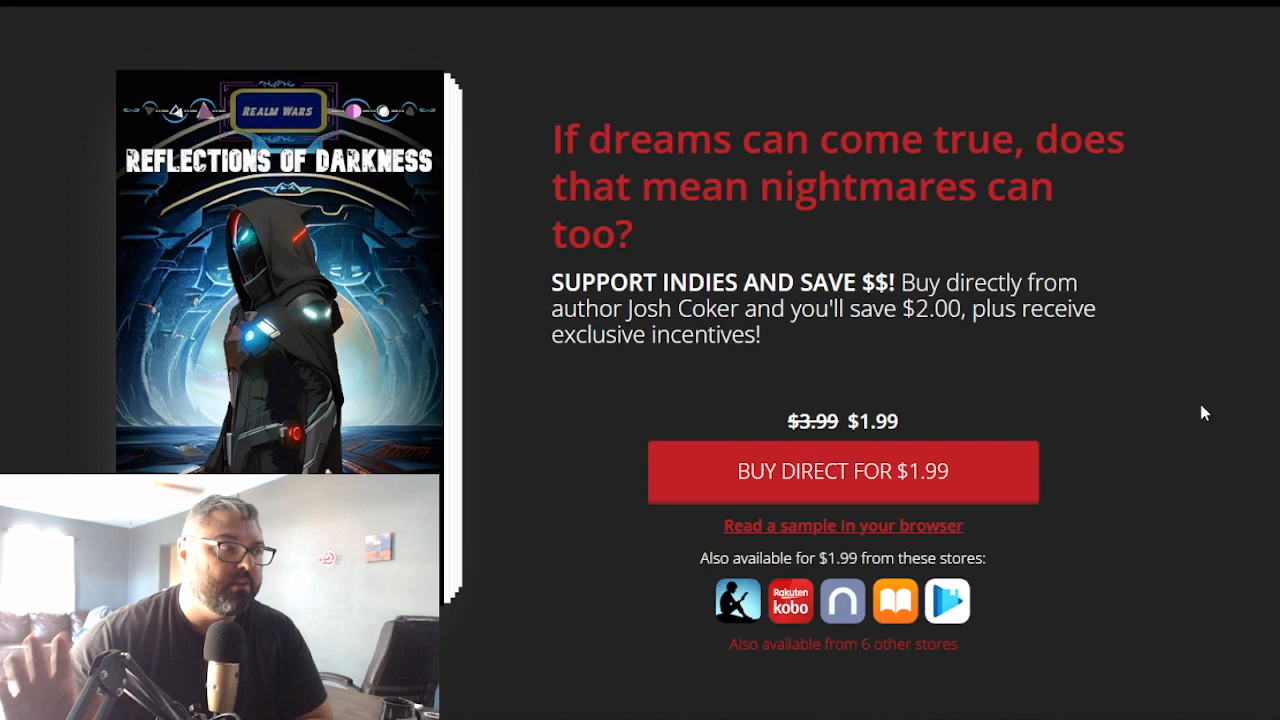 REALM WARS
REFLECTIONS OF DARKNESS
If dreams can come true, does
that mean nightmares can
too?
SUPPORT INDIES AND SAVE $$! Buy directly from
author Josh Coker and you'll save $2.00, plus receive
exclusive incentives!
$3.99 $1.99
BUY DIRECT FOR $1.99
Read a sample in your browser
Also available for $1.99 from these stores:
Rakuten
kobo
Also available from 6 other stores